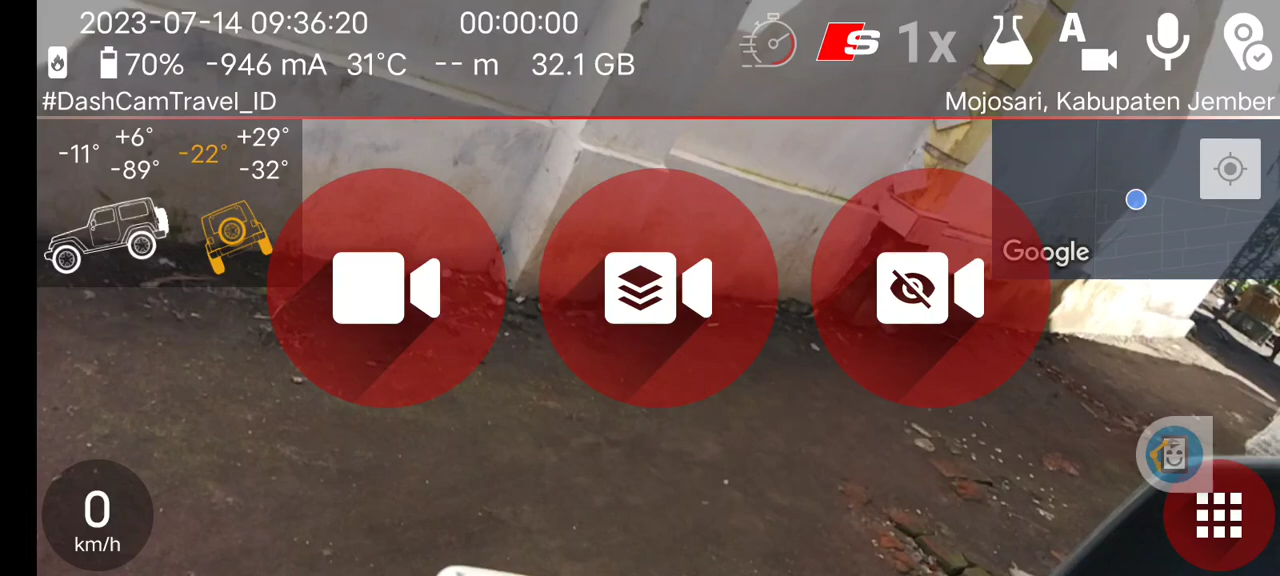 2023-07-14 09:36:20 00:00:00
70% -946 mA 31°C -- m 32.1 GB
S 1x A
#DashCamTravel_ID
Mojosari, Kabupaten Jember
+6° +29°
-11° -22°
-89° -32°
Google
0
km/h